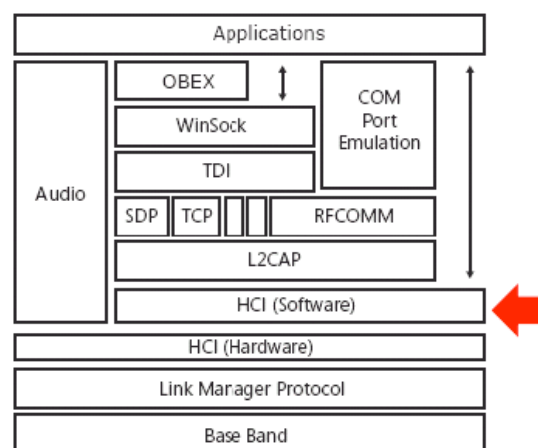 Applications
OBEX
COM
Port
Emulation
WinSock
TDI
Audio
SDP TCP RFCOMM
L2CAP
HCI (Software)
HCI (Hardware)
Link Manager Protocol
Base Band